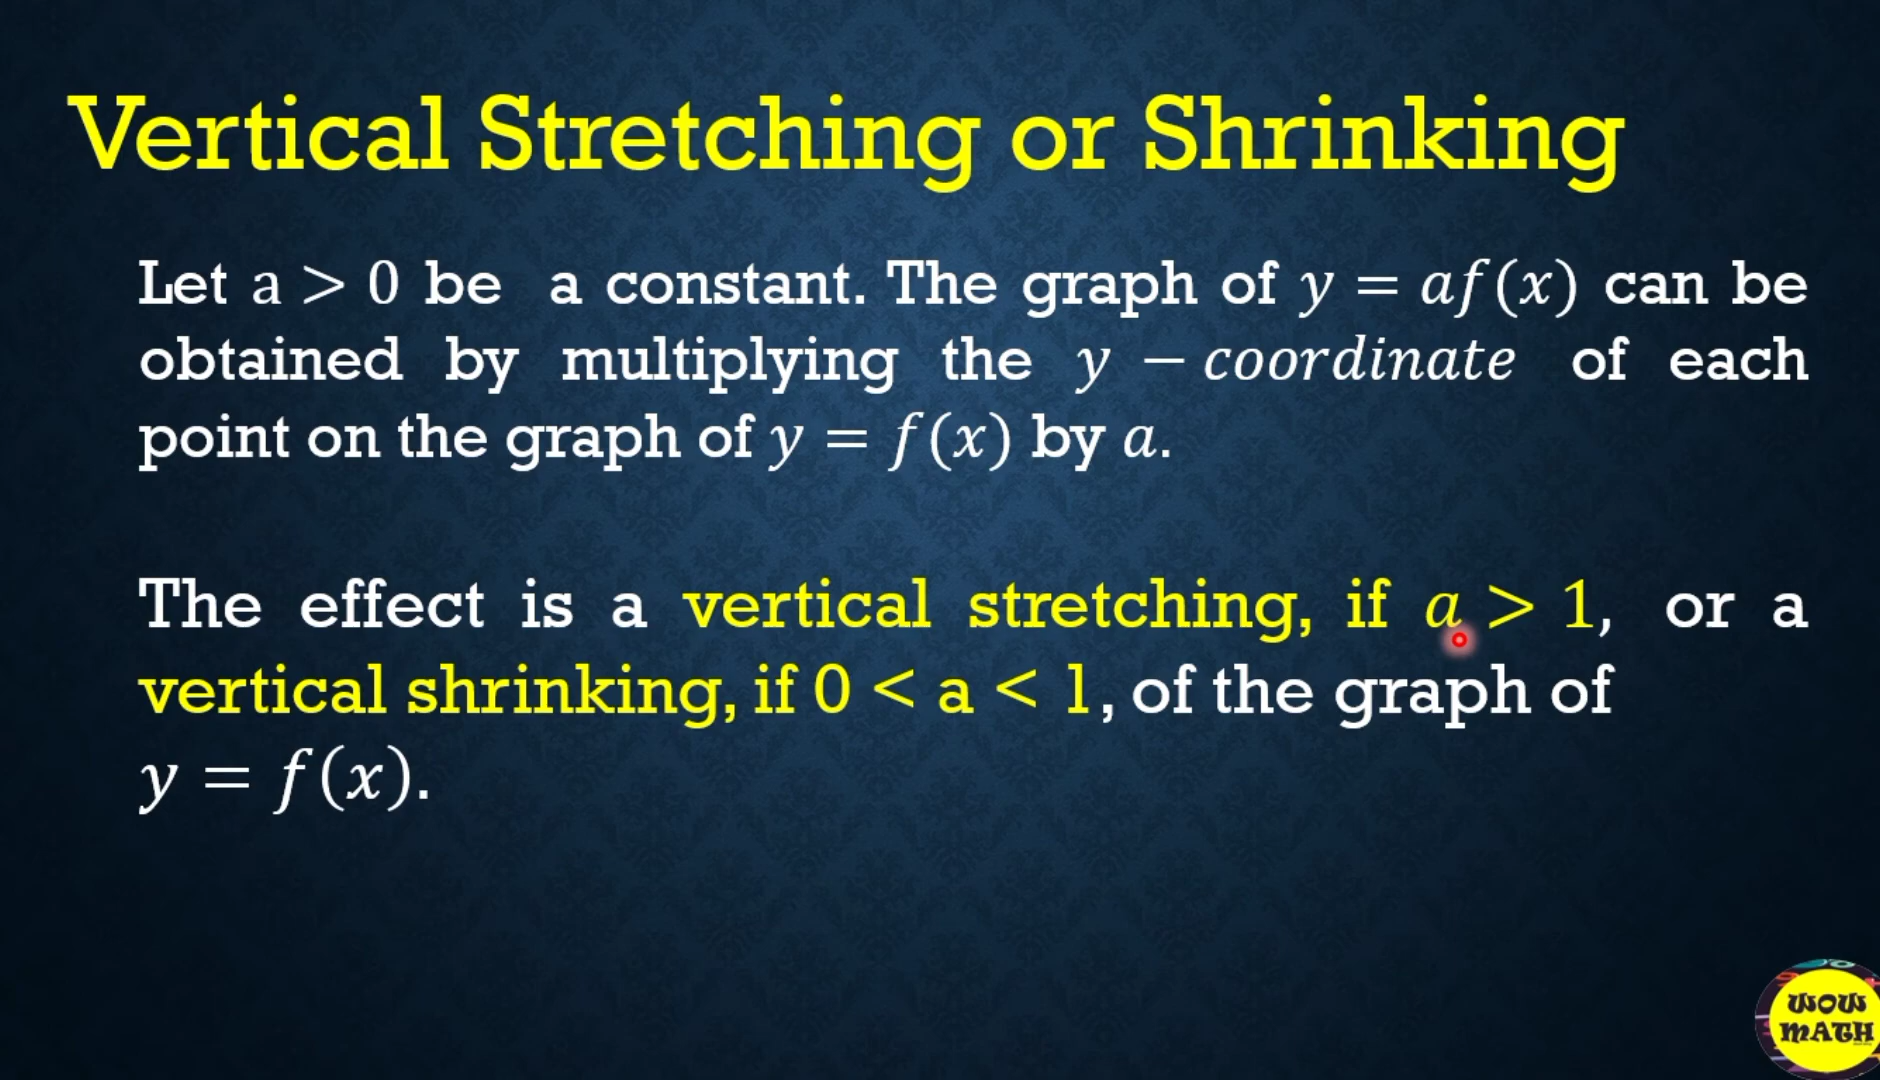 Vertical Stretching or Shrinking
Let a > 0 be a constant. The graph of y = af(x) can be
obtained by multiplying the y − coordinate of each
point on the graph of y = f(x) by a.
The effect is a vertical stretching, if a > 1, or a
vertical shrinking, if 0 < a < 1, of the graph of
y = f(x).
WOW
MATH